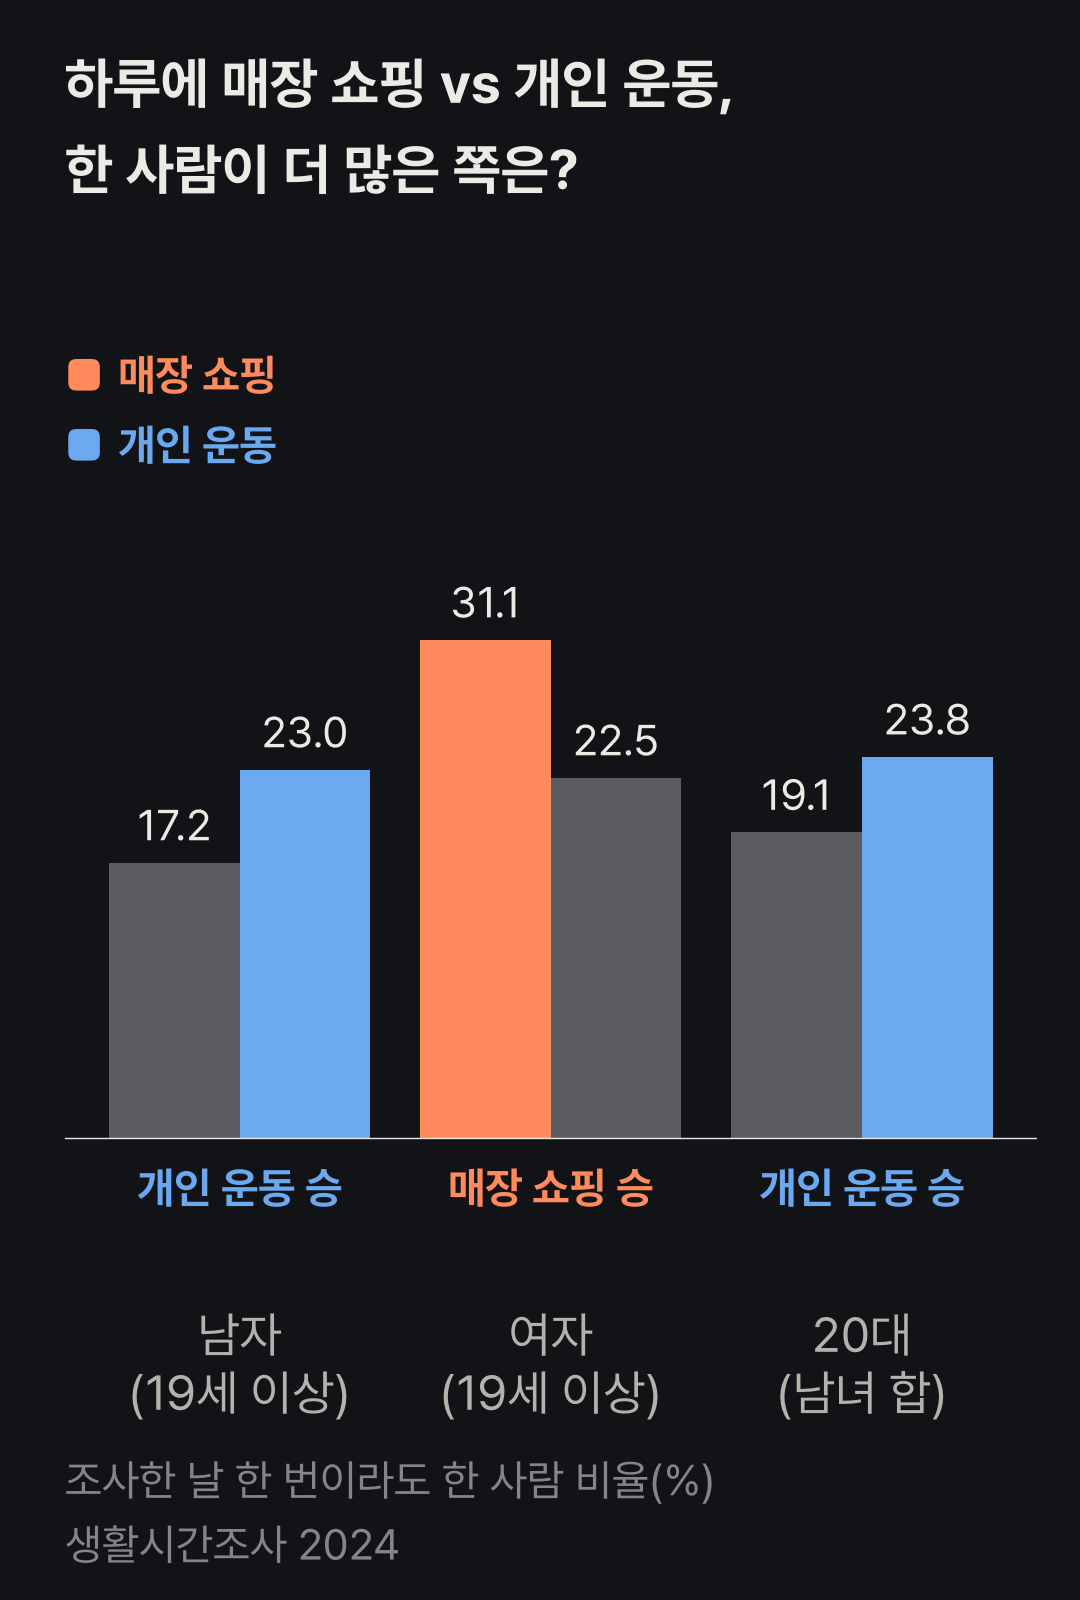 하루에 매장 쇼핑 vs 개인 운동,
한 사람이 더 많은 쪽은?
매장 쇼핑
개인 운동
17.2
23.0
31.1
22.5
19.1
23.8
개인 운동 승
매장 쇼핑 승
개인 운동 승
남자
(19세 이상)
여자
(19세 이상)
20대
(남녀 합)
조사한 날 한 번이라도 한 사람 비율(%)
생활시간조사 2024